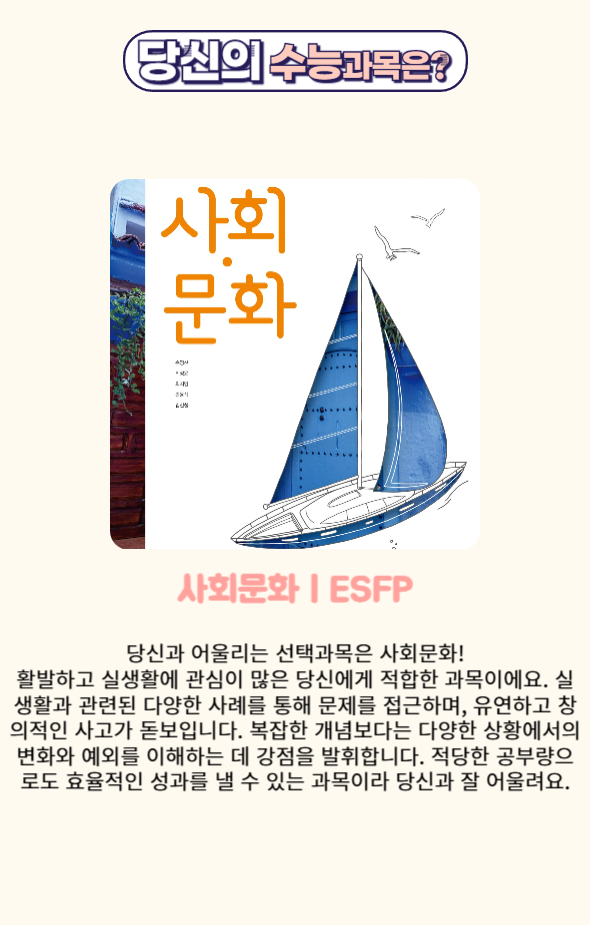 당신의 수능과목은?
사회
·
문화
사회문화 | ESFP
당신과 어울리는 선택과목은 사회문화!
활발하고 실생활에 관심이 많은 당신에게 적합한 과목이에요. 실
생활과 관련된 다양한 사례를 통해 문제를 접근하며, 유연하고 창
의적인 사고가 돋보입니다. 복잡한 개념보다는 다양한 상황에서의
변화와 예외를 이해하는 데 강점을 발휘합니다. 적당한 공부량으
로도 효율적인 성과를 낼 수 있는 과목이라 당신과 잘 어울려요.